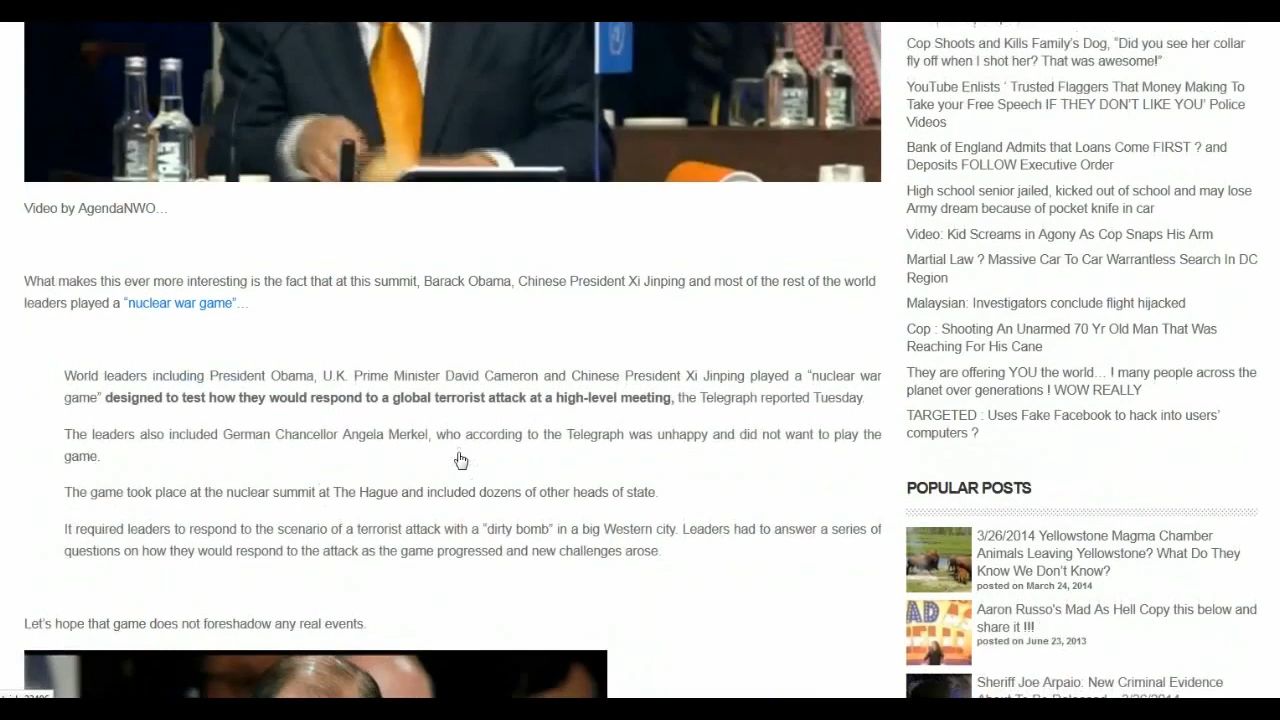 Video by AgendaNWO…
What makes this ever more interesting is the fact that at this summit, Barack Obama, Chinese President Xi Jinping and most of the rest of the world
leaders played a “nuclear war game”…
World leaders including President Obama, U.K. Prime Minister David Cameron and Chinese President Xi Jinping played a “nuclear war
game” designed to test how they would respond to a global terrorist attack at a high-level meeting, the Telegraph reported Tuesday.
The leaders also included German Chancellor Angela Merkel, who according to the Telegraph was unhappy and did not want to play the
game.
The game took place at the nuclear summit at The Hague and included dozens of other heads of state.
It required leaders to respond to the scenario of a terrorist attack with a “dirty bomb” in a big Western city. Leaders had to answer a series of
questions on how they would respond to the attack as the game progressed and new challenges arose.
Let’s hope that game does not foreshadow any real events.
Cop Shoots and Kills Family’s Dog, “Did you see her collar
fly off when I shot her? That was awesome!”
YouTube Enlists ‘ Trusted Flaggers That Money Making To
Take your Free Speech IF THEY DON’T LIKE YOU’ Police
Videos
Bank of England Admits that Loans Come FIRST ? and
Deposits FOLLOW Executive Order
High school senior jailed, kicked out of school and may lose
Army dream because of pocket knife in car
Video: Kid Screams in Agony As Cop Snaps His Arm
Martial Law ? Massive Car To Car Warrantless Search In DC
Region
Malaysian: Investigators conclude flight hijacked
Cop : Shooting An Unarmed 70 Yr Old Man That Was
Reaching For His Cane
They are offering YOU the world… ! many people across the
planet over generations ! WOW REALLY
TARGETED : Uses Fake Facebook to hack into users’
computers ?
POPULAR POSTS
3/26/2014 Yellowstone Magma Chamber
Animals Leaving Yellowstone? What Do They
Know We Don’t Know?
posted on March 24, 2014
Aaron Russo's Mad As Hell Copy this below and
share it !!!
posted on June 23, 2013
Sheriff Joe Arpaio: New Criminal Evidence